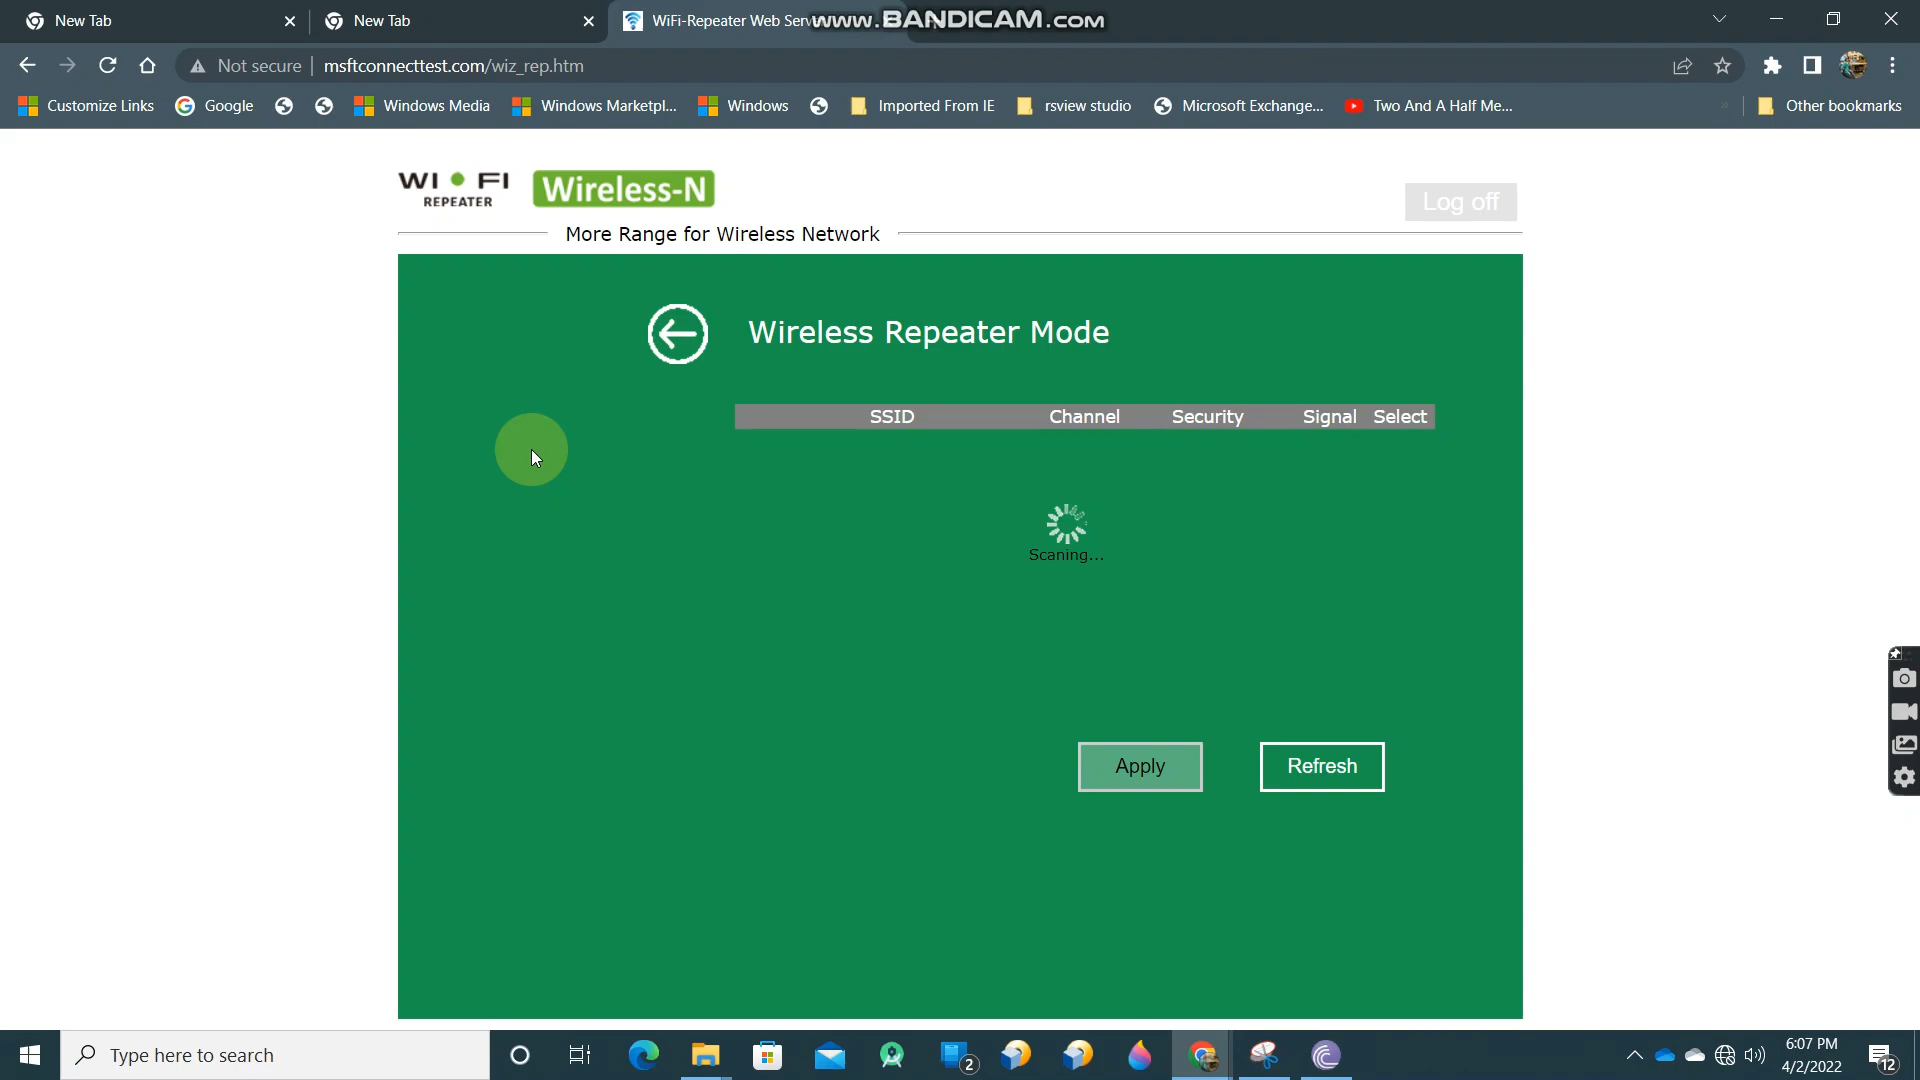 New Tab
New Tab
WiFi-Repeater Web Serv
www.BANDICAM.com
Not secure
msftconnecttest.com/wiz_rep.htm
Customize Links
Google
Windows Media
Windows Marketpl...
Windows
Imported From IE
rsview studio
Microsoft Exchange...
Two And A Half Me...
Other bookmarks
WI FI
REPEATER
Wireless-N
Log off
More Range for Wireless Network
Wireless Repeater Mode
SSID Channel Security Signal Select
Scaning...
Apply
Refresh
Type here to search
2
6:07 PM
4/2/2022
12